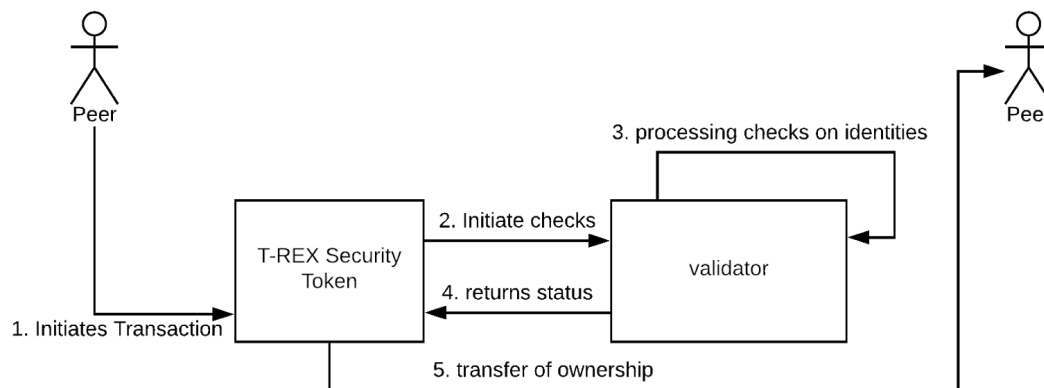 Peer
Pee
3. processing checks on identities
2. Initiate checks
T-REX Security
Token
validator
4. returns status
1. Initiates Transaction
5. transfer of ownership